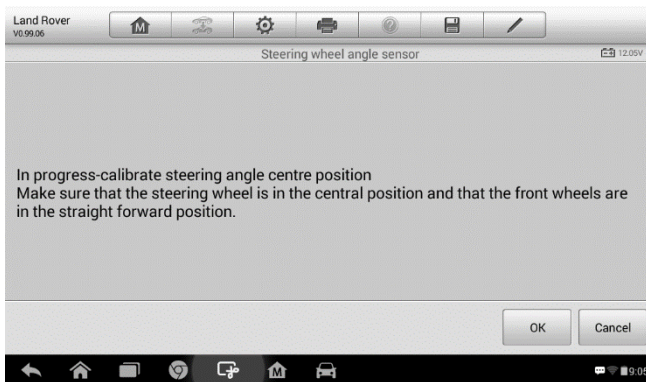 Land Rover
V0.99.06
M
?
Steering wheel angle sensor
12.05V
In progress-calibrate steering angle centre position
Make sure that the steering wheel is in the central position and that the front wheels are
in the straight forward position.
OK
Cancel
M
9:05